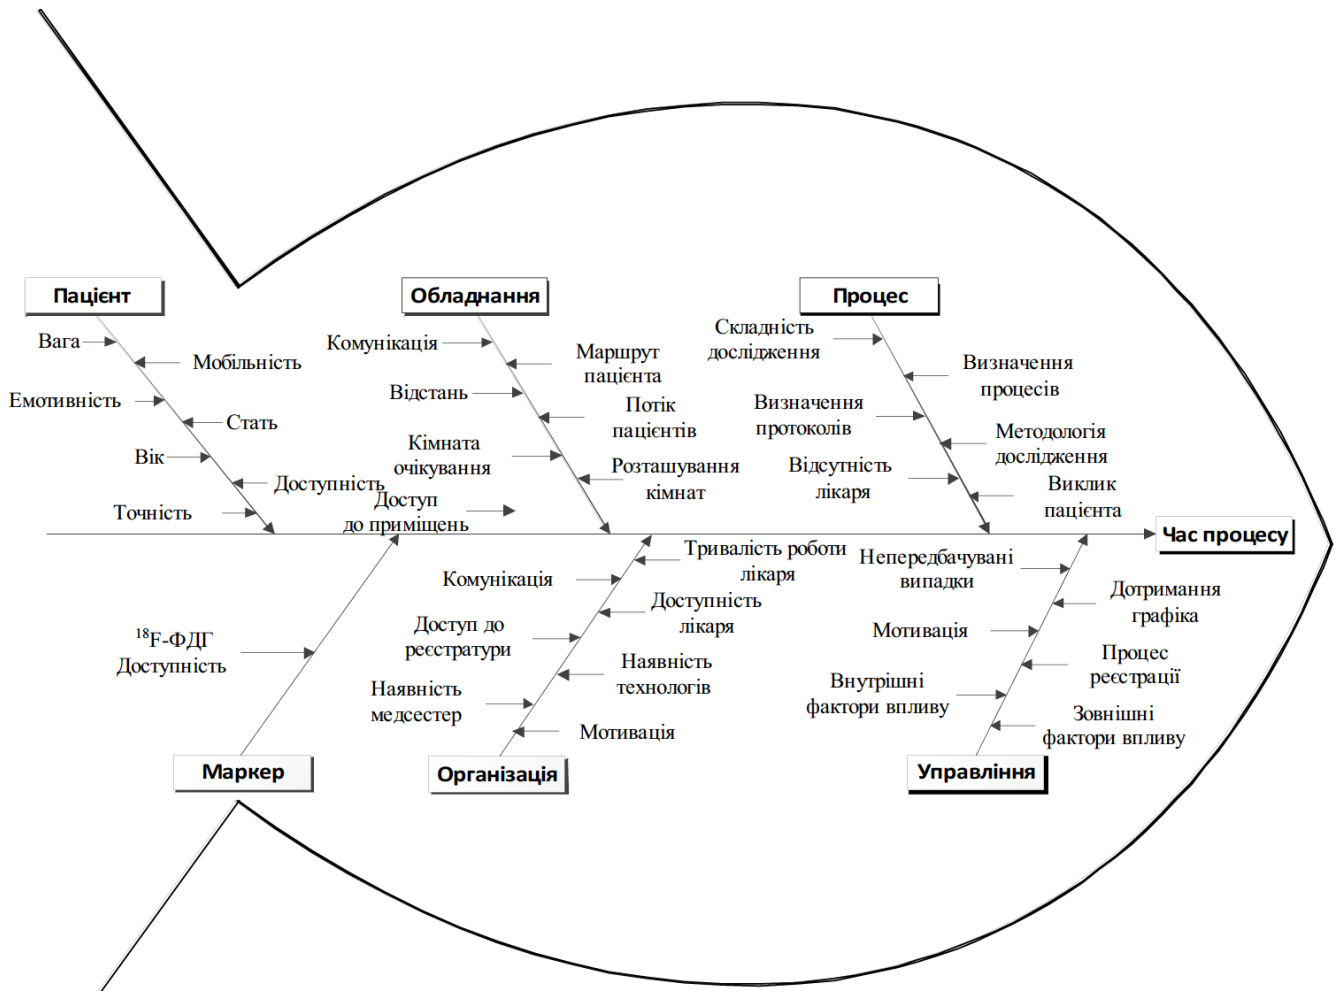 Пацієнт
Обладнання
Процес
Вага
Мобільність
Емотивність
Стать
Вік
Доступність
Точність
Комунікація
Маршрут
пацієнта
Відстань
Потік
пацієнтів
Кімната
очікування
Розташування
кімнат
Доступ
до приміщень
Складність
дослідження
Визначення
процесів
Визначення
протоколів
Методологія
дослідження
Відсутність
лікаря
Виклик
пацієнта
Час процесу
18F-ФДГ
Доступність
Тривалість роботи
лікаря
Комунікація
Доступність
лікаря
Доступ до
реєстратури
Наявність
технологів
Наявність
медсестер
Мотивація
Непередбачувані
випадки
Дотримання
графіка
Мотивація
Процес
реєстрації
Внутрішні
фактори впливу
Зовнішні
фактори впливу
Маркер
Організація
Управління